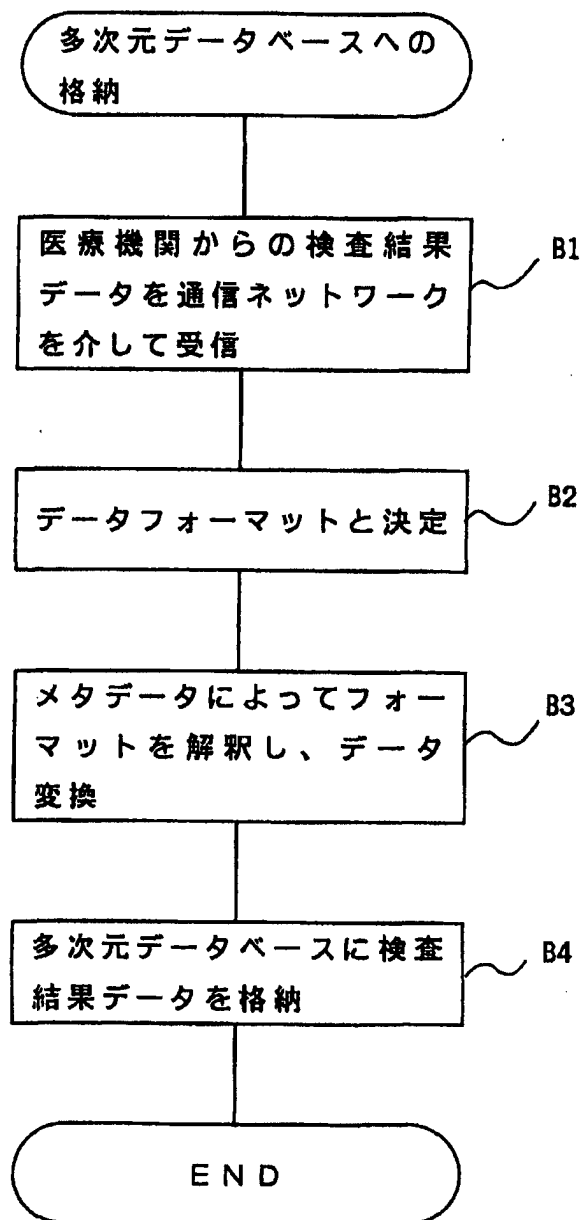 多次元データベースへの
格納
医療機関からの検査結果
データを通信ネットワーク
を介して受信
B1
データフォーマットと決定
B2
メタデータによってフォー
マットを解釈し、データ
変換
B3
多次元データベースに検査
結果データを格納
B4
END